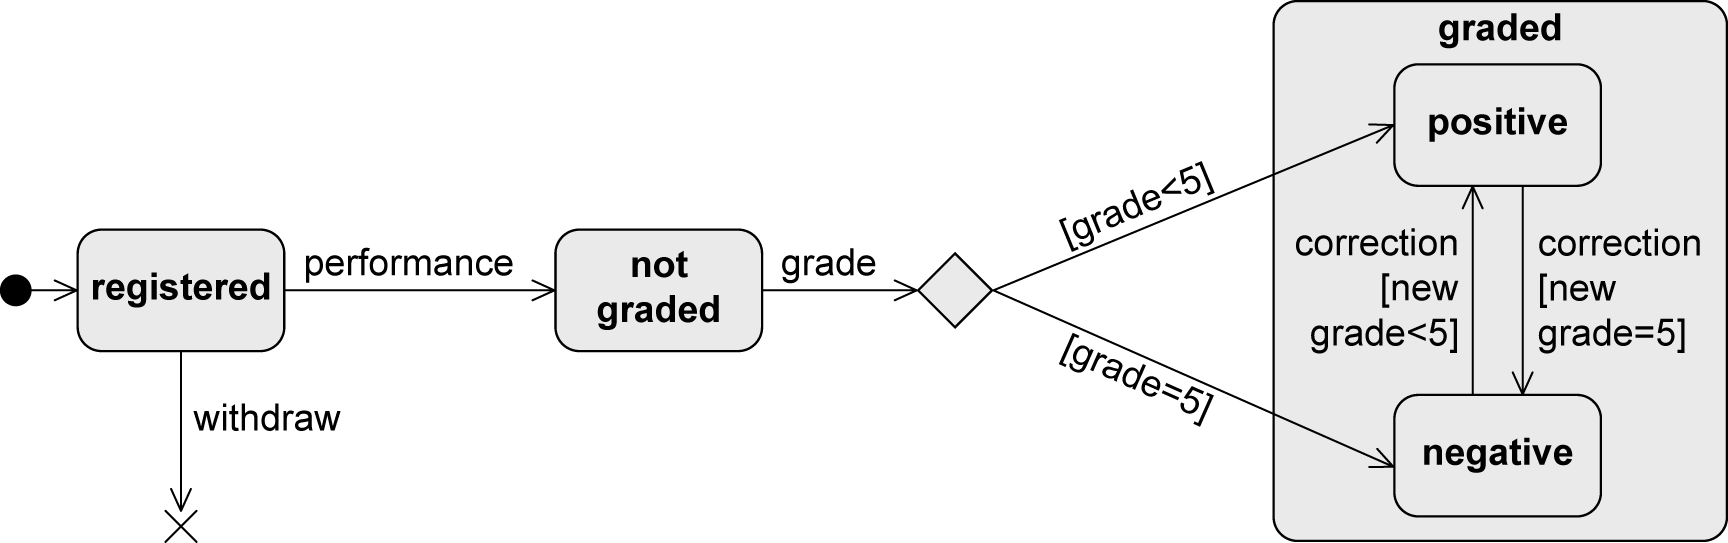 graded
positive
[grade<5]
registered
performance
not
graded
grade
correction
[new
grade<5]
correction
[new
grade=5]
[grade=5]
withdraw
negative